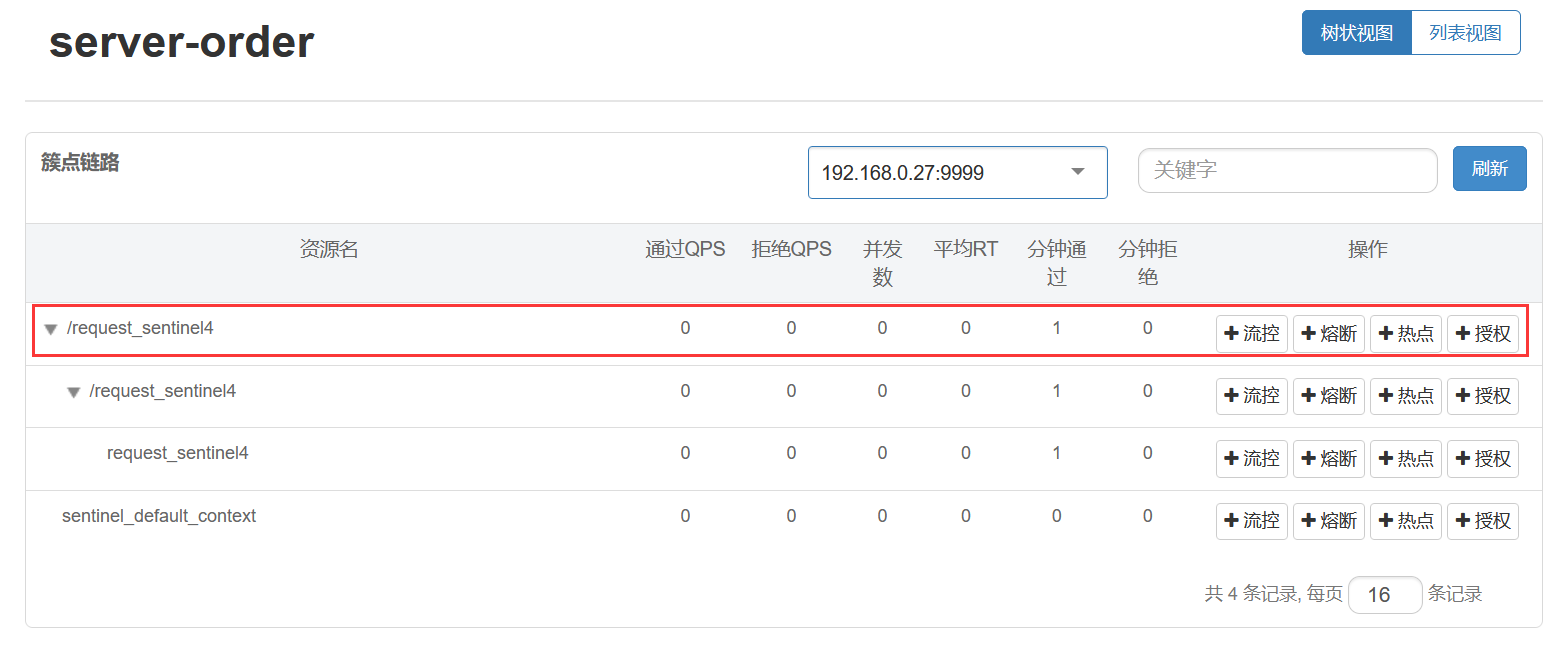 server-order
树状视图 列表视图
簇点链路 192.168.0.27:9999 关键字 刷新
资源名 通过QPS 拒绝QPS 并发数 平均RT 分钟通过 分钟拒绝 操作
/request_sentinel4 0 0 0 0 1 0 流控 熔断 热点 授权
/request_sentinel4 0 0 0 0 1 0 流控 熔断 热点 授权
request_sentinel4 0 0 0 0 1 0 流控 熔断 热点 授权
sentinel_default_context 0 0 0 0 0 0 流控 熔断 热点 授权
共 4 条记录, 每页 16 条记录